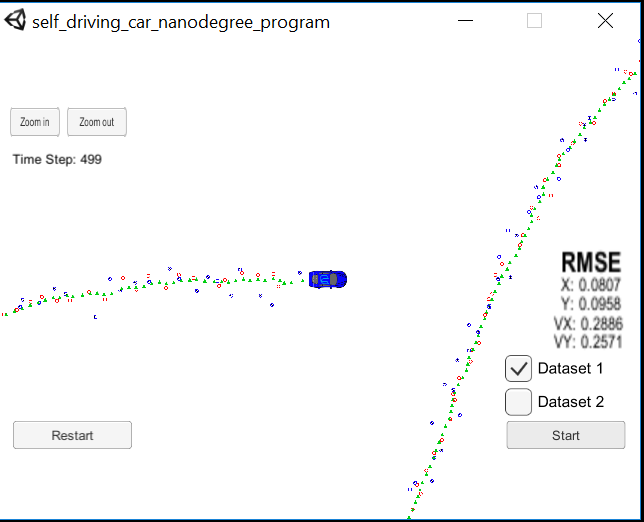 self_driving_car_nanodegree_program
Zoom in
Zoom out
Time Step: 499
RMSE
X: 0.0807
Y: 0.0958
VX: 0.2886
VY: 0.2571
Dataset 1
Dataset 2
Restart
Start